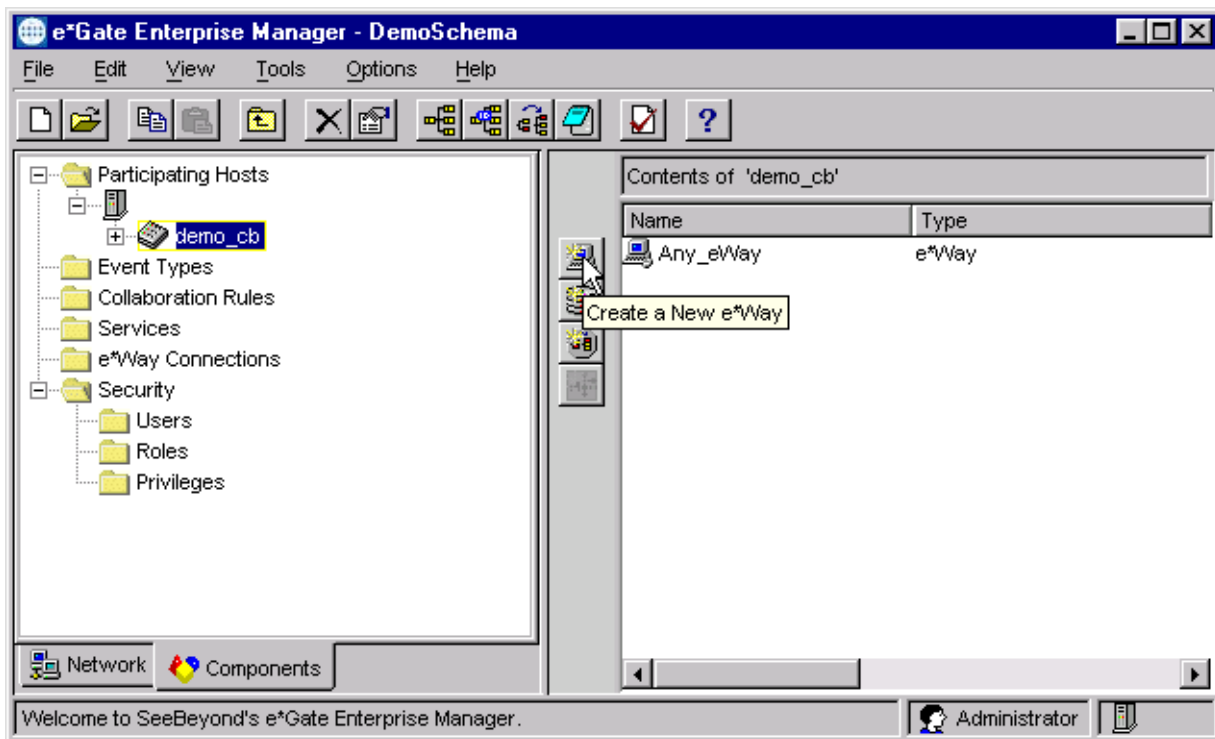 e*Gate Enterprise Manager - DemoSchema
File Edit View Tools Options Help
?
Participating Hosts
demo_cb
Event Types
Collaboration Rules
Services
e*Way Connections
Security
Users
Roles
Privileges
Network
Components
Contents of 'demo_cb'
Name Type
Any_eWay e*Way
Create a New e*Way
Welcome to SeeBeyond's e*Gate Enterprise Manager.
Administrator